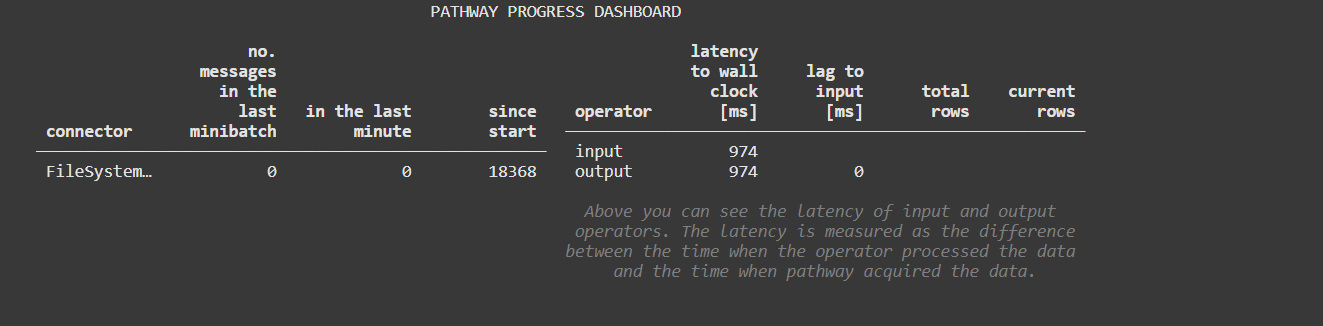 PATHWAY PROGRESS DASHBOARD
no. latency
messages to wall lag to
in the clock input total current
last in the last since operator [ms] [ms] rows rows
connector minibatch minute start
input 974
FileSystem… 0 0 18368 output 974 0
Above you can see the latency of input and output
operators. The latency is measured as the difference
between the time when the operator processed the data
and the time when pathway acquired the data.